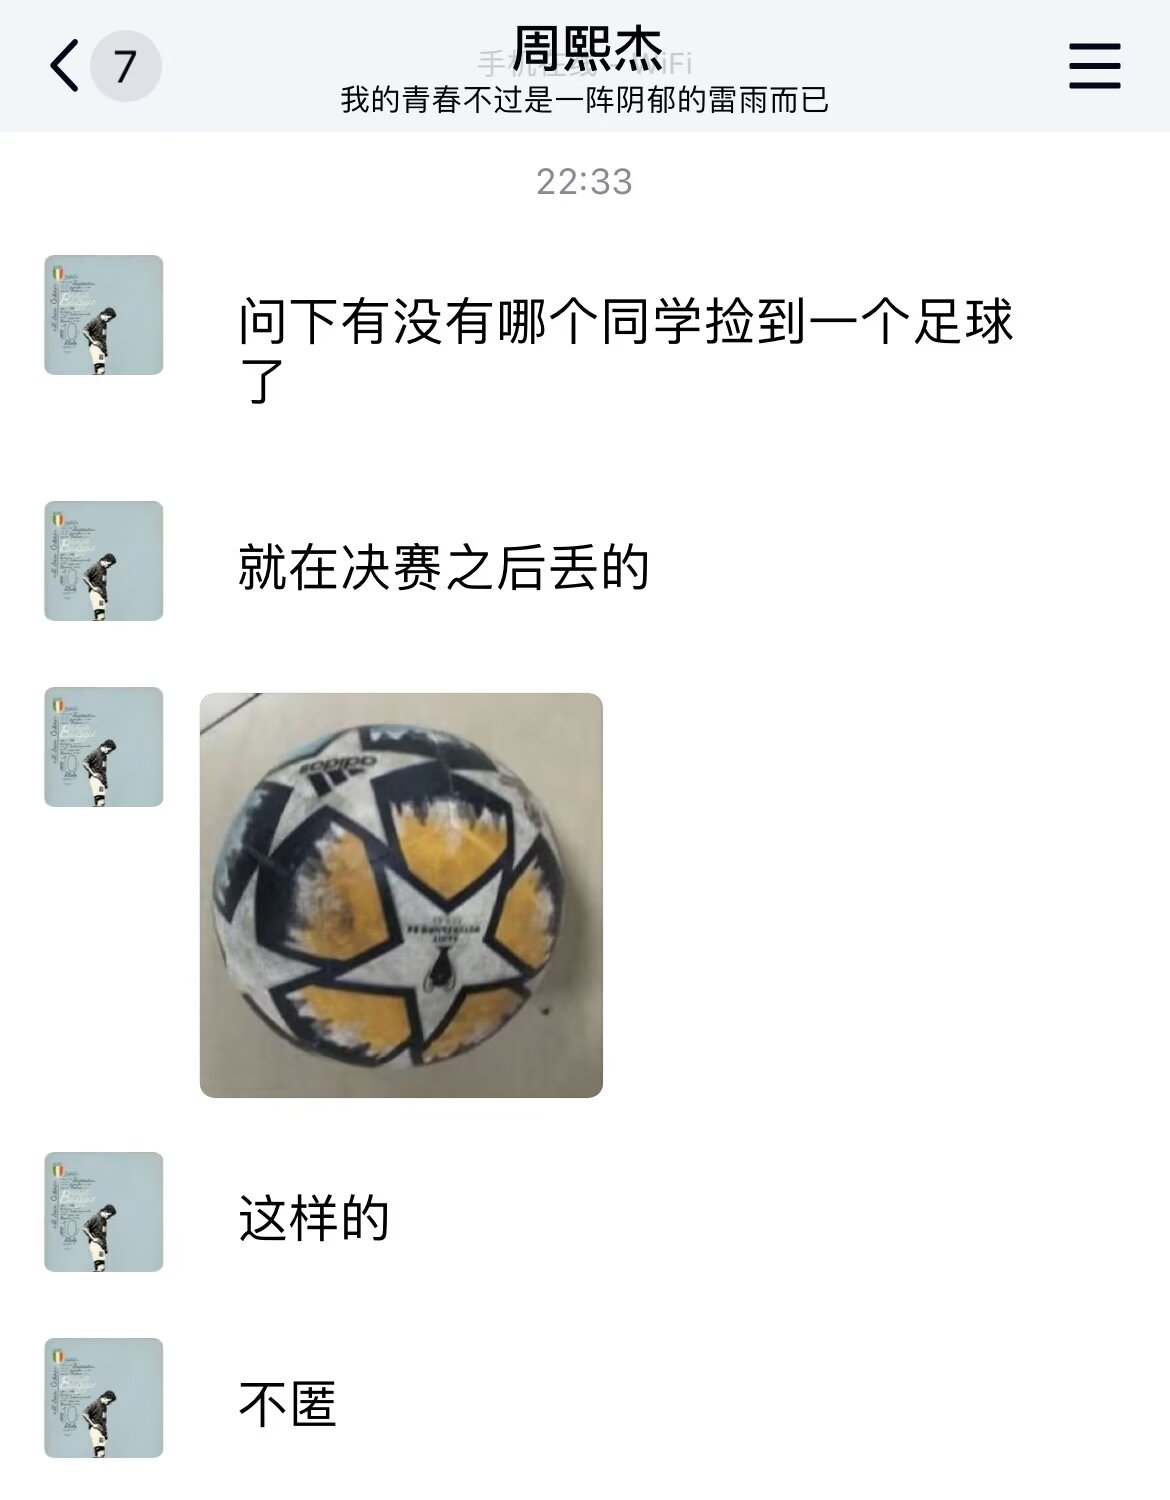 7
周熙杰
手机在线 - WiFi
我的青春不过是一阵阴郁的雷雨而已
22:33
问下有没有哪个同学捡到一个足球
了
就在决赛之后丢的
adidas
这样的
不匿